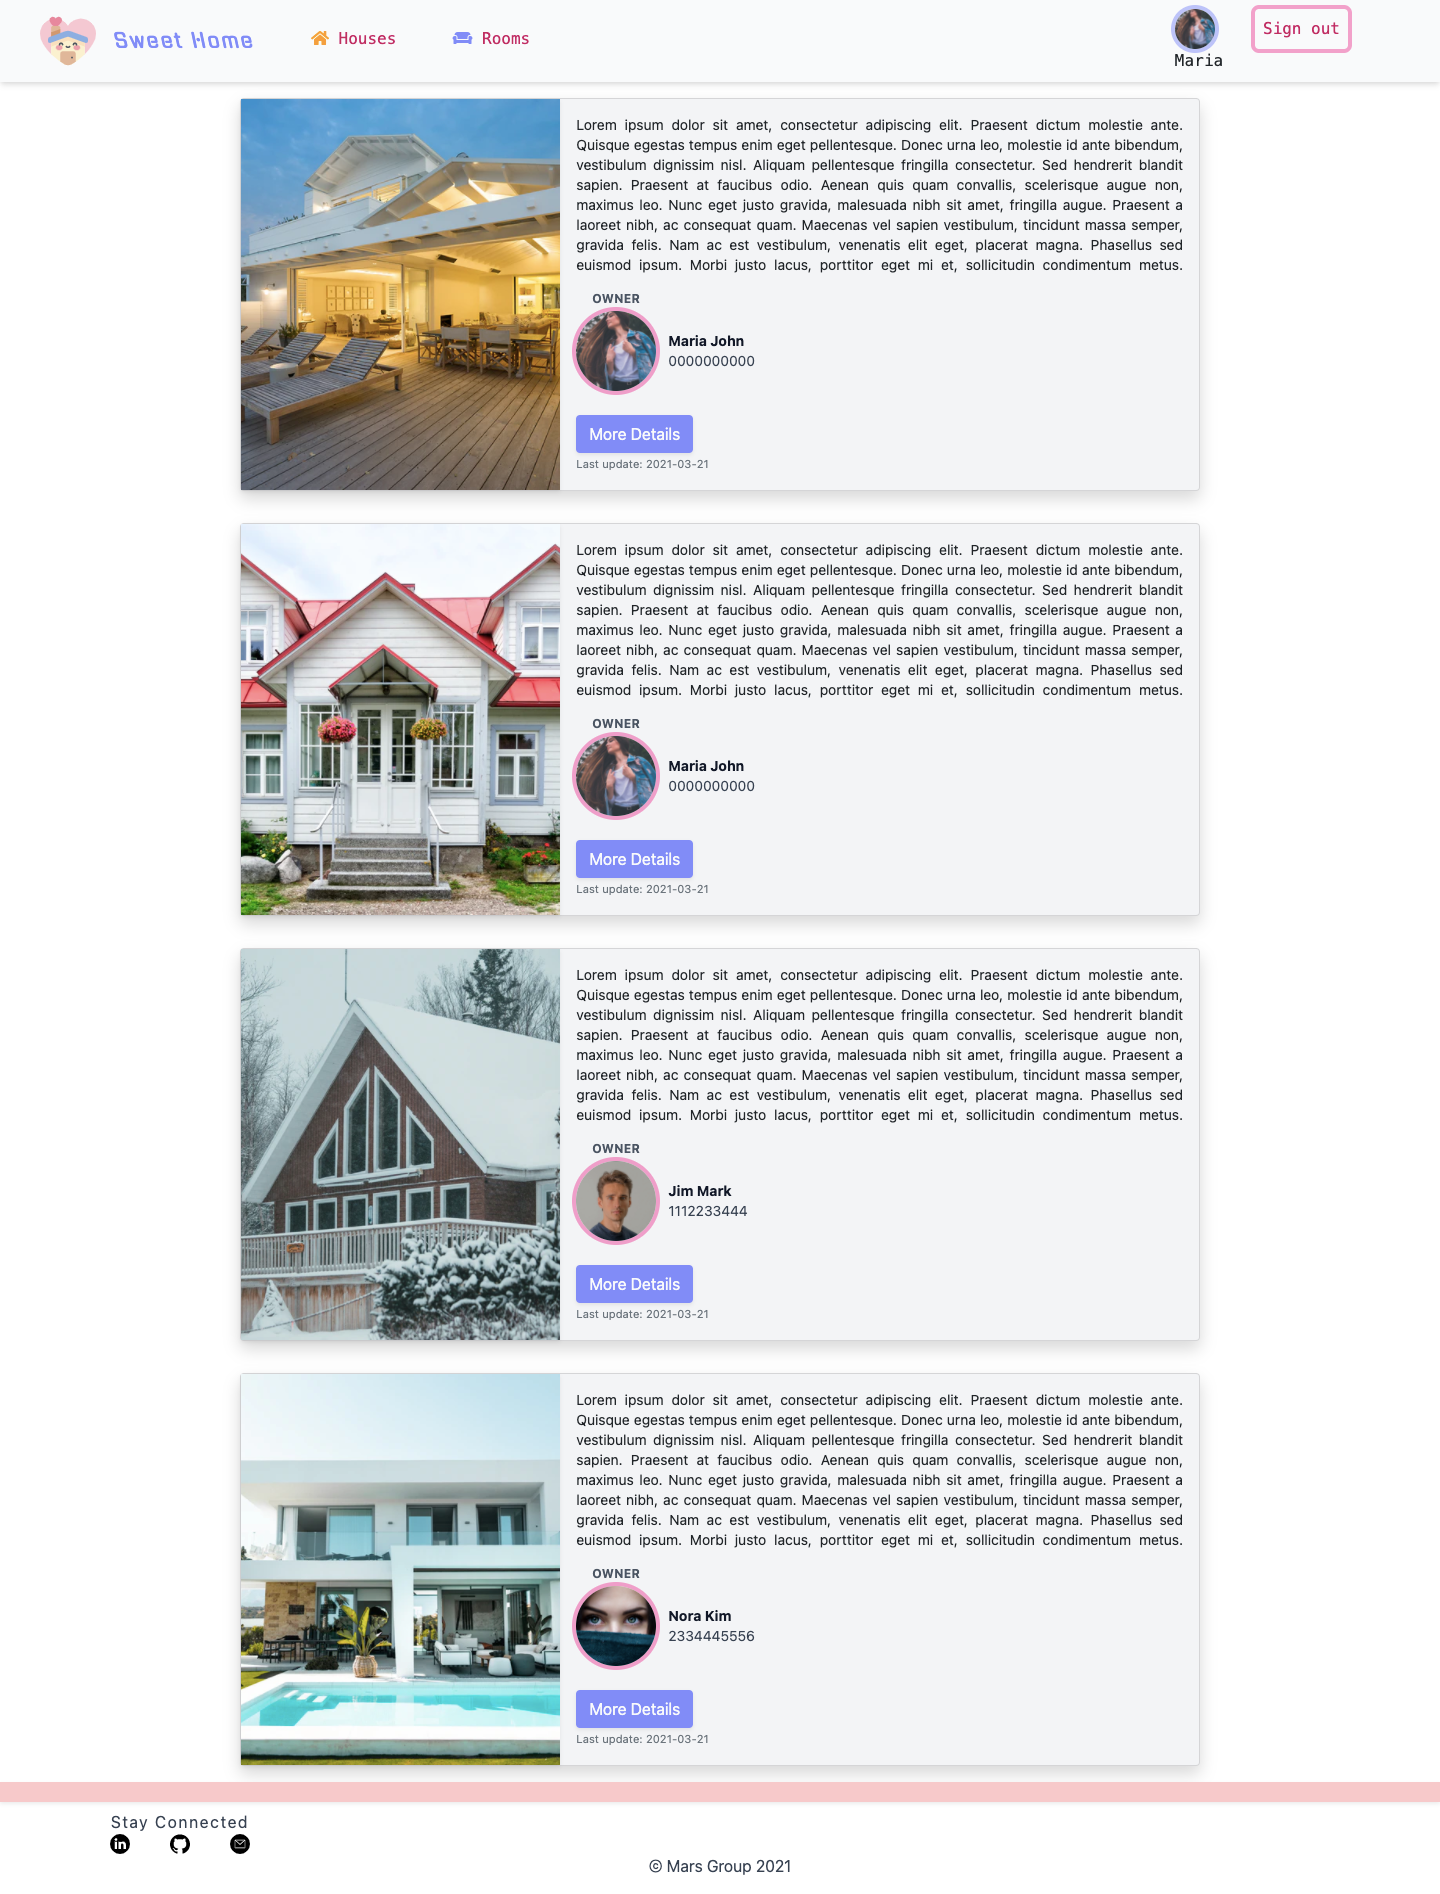 Sweet Home
Houses
Rooms
Maria
Sign out
Lorem ipsum dolor sit amet, consectetur adipiscing elit. Praesent dictum molestie ante.
Quisque egestas tempus enim eget pellentesque. Donec urna leo, molestie id ante bibendum,
vestibulum dignissim nisl. Aliquam pellentesque fringilla consectetur. Sed hendrerit blandit
sapien. Praesent at faucibus odio. Aenean quis quam convallis, scelerisque augue non,
maximus leo. Nunc eget justo gravida, malesuada nibh sit amet, fringilla augue. Praesent a
laoreet nibh, ac consequat quam. Maecenas vel sapien vestibulum, tincidunt massa semper,
gravida felis. Nam ac est vestibulum, venenatis elit eget, placerat magna. Phasellus sed
euismod ipsum. Morbi justo lacus, porttitor eget mi et, sollicitudin condimentum metus.
OWNER
Maria John
0000000000
More Details
Last update: 2021-03-21
Lorem ipsum dolor sit amet, consectetur adipiscing elit. Praesent dictum molestie ante.
Quisque egestas tempus enim eget pellentesque. Donec urna leo, molestie id ante bibendum,
vestibulum dignissim nisl. Aliquam pellentesque fringilla consectetur. Sed hendrerit blandit
sapien. Praesent at faucibus odio. Aenean quis quam convallis, scelerisque augue non,
maximus leo. Nunc eget justo gravida, malesuada nibh sit amet, fringilla augue. Praesent a
laoreet nibh, ac consequat quam. Maecenas vel sapien vestibulum, tincidunt massa semper,
gravida felis. Nam ac est vestibulum, venenatis elit eget, placerat magna. Phasellus sed
euismod ipsum. Morbi justo lacus, porttitor eget mi et, sollicitudin condimentum metus.
OWNER
Maria John
0000000000
More Details
Last update: 2021-03-21
Lorem ipsum dolor sit amet, consectetur adipiscing elit. Praesent dictum molestie ante.
Quisque egestas tempus enim eget pellentesque. Donec urna leo, molestie id ante bibendum,
vestibulum dignissim nisl. Aliquam pellentesque fringilla consectetur. Sed hendrerit blandit
sapien. Praesent at faucibus odio. Aenean quis quam convallis, scelerisque augue non,
maximus leo. Nunc eget justo gravida, malesuada nibh sit amet, fringilla augue. Praesent a
laoreet nibh, ac consequat quam. Maecenas vel sapien vestibulum, tincidunt massa semper,
gravida felis. Nam ac est vestibulum, venenatis elit eget, placerat magna. Phasellus sed
euismod ipsum. Morbi justo lacus, porttitor eget mi et, sollicitudin condimentum metus.
OWNER
Jim Mark
1112233444
More Details
Last update: 2021-03-21
Lorem ipsum dolor sit amet, consectetur adipiscing elit. Praesent dictum molestie ante.
Quisque egestas tempus enim eget pellentesque. Donec urna leo, molestie id ante bibendum,
vestibulum dignissim nisl. Aliquam pellentesque fringilla consectetur. Sed hendrerit blandit
sapien. Praesent at faucibus odio. Aenean quis quam convallis, scelerisque augue non,
maximus leo. Nunc eget justo gravida, malesuada nibh sit amet, fringilla augue. Praesent a
laoreet nibh, ac consequat quam. Maecenas vel sapien vestibulum, tincidunt massa semper,
gravida felis. Nam ac est vestibulum, venenatis elit eget, placerat magna. Phasellus sed
euismod ipsum. Morbi justo lacus, porttitor eget mi et, sollicitudin condimentum metus.
OWNER
Nora Kim
2334445556
More Details
Last update: 2021-03-21
Stay Connected
© Mars Group 2021